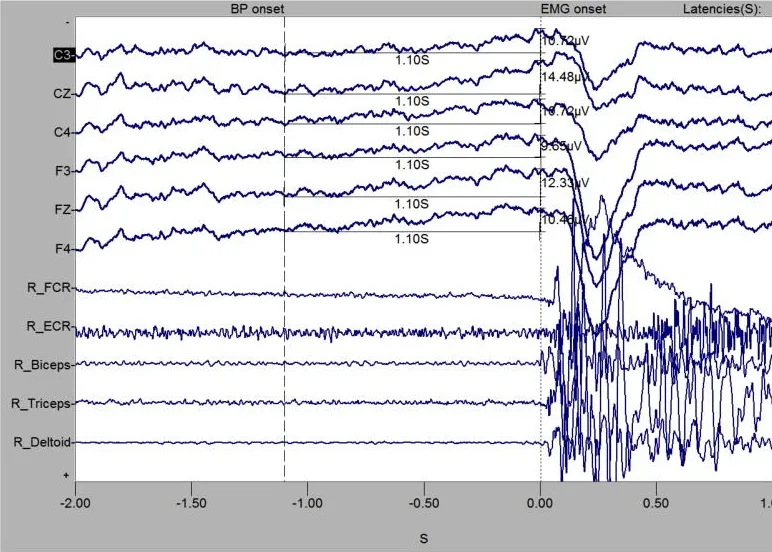 BP onset EMG onset Latencies(S):
-
C3 10.72µV
1.10S
CZ 14.48µV
1.10S
C4 10.72µV
1.10S
F3 9.65µV
1.10S
FZ 12.33µV
1.10S
F4 10.46µV
1.10S
R_FCR
R_ECR
R_Biceps
R_Triceps
R_Deltoid
+
-2.00 -1.50 -1.00 -0.50 0.00 0.50 1.0
S